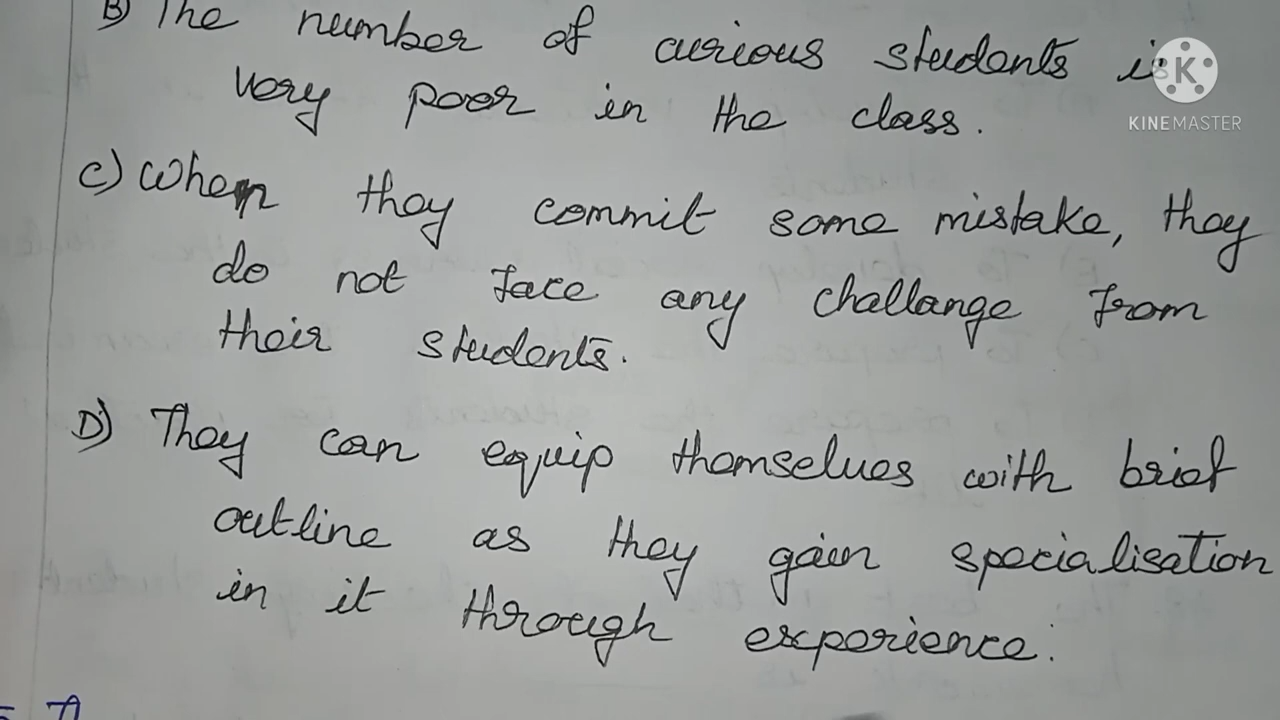 B) The number of curious students is
very poor in the class.
C) When they commit some mistake, they
do not face any challange from
their students.
D) They can equip themselves with brief
outline as they gain specialisation
in it through experience.
KINEMASTER